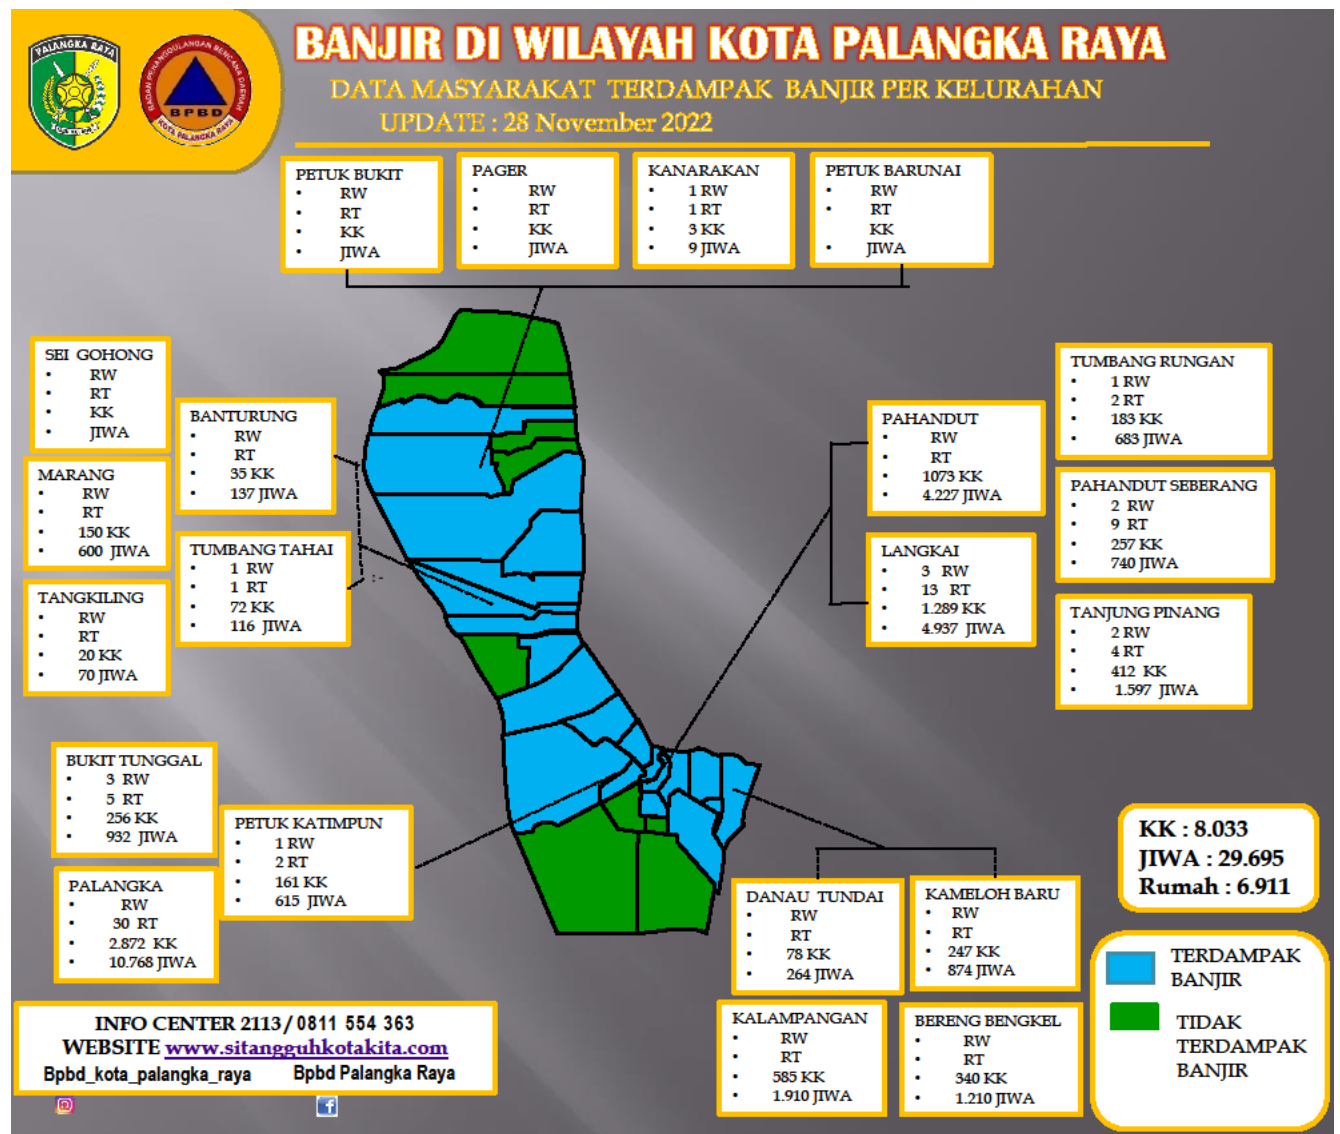 PALANGKA RAYA
BADAN PENANGGULANGAN BENCANA DAERAH
BPBD
KOTA PALANGKA RAYA
BANJIR DI WILAYAH KOTA PALANGKA RAYA
DATA MASYARAKAT TERDAMPAK BANJIR PER KELURAHAN
UPDATE : 28 November 2022
PETUK BUKIT
• RW
• RT
• KK
• JIWA
PAGER
• RW
• RT
• KK
• JIWA
KANARAKAN
• 1 RW
• 1 RT
• 3 KK
• 9 JIWA
PETUK BARUNAI
• RW
• RT
KK
• JIWA
SEI GOHONG
• RW
• RT
• KK
• JIWA
BANTURUNG
• RW
• RT
• 35 KK
• 137 JIWA
MARANG
• RW
• RT
• 150 KK
• 600 JIWA
TUMBANG TAHAI
• 1 RW
• 1 RT
• 72 KK
• 116 JIWA
:-
TANGKILING
• RW
• RT
• 20 KK
• 70 JIWA
PAHANDUT
• RW
• RT
• 1073 KK
• 4.227 JIWA
TUMBANG RUNGAN
• 1 RW
• 2 RT
• 183 KK
• 683 JIWA
PAHANDUT SEBERANG
• 2 RW
• 9 RT
• 257 KK
• 740 JIWA
LANGKAI
• 3 RW
• 13 RT
• 1.289 KK
• 4.937 JIWA
TANJUNG PINANG
• 2 RW
• 4 RT
• 412 KK
• 1.597 JIWA
BUKIT TUNGGAL
• 3 RW
• 5 RT
• 256 KK
• 932 JIWA
PETUK KATIMPUN
• 1 RW
• 2 RT
• 161 KK
• 615 JIWA
PALANGKA
• RW
• 30 RT
• 2.872 KK
• 10.768 JIWA
DANAU TUNDAI
• RW
• RT
• 78 KK
• 264 JIWA
KAMELOH BARU
• RW
• RT
• 247 KK
• 874 JIWA
KALAMPANGAN
• RW
• RT
• 585 KK
• 1.910 JIWA
BERENG BENGKEL
• RW
• RT
• 340 KK
• 1.210 JIWA
KK : 8.033
JIWA : 29.695
Rumah : 6.911
TERDAMPAK
BANJIR
TIDAK
TERDAMPAK
BANJIR
INFO CENTER 2113 / 0811 554 363
WEBSITE www.sitangguhkotakita.com
Bpbd_kota_palangka_raya Bpbd Palangka Raya